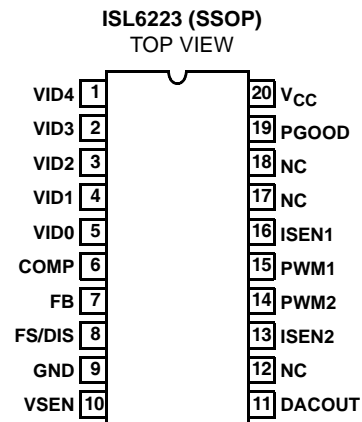 ISL6223 (SSOP)
TOP VIEW
VID4 1 20 VCC
VID3 2 19 PGOOD
VID2 3 18 NC
VID1 4 17 NC
VID0 5 16 ISEN1
COMP 6 15 PWM1
FB 7 14 PWM2
FS/DIS 8 13 ISEN2
GND 9 12 NC
VSEN 10 11 DACOUT